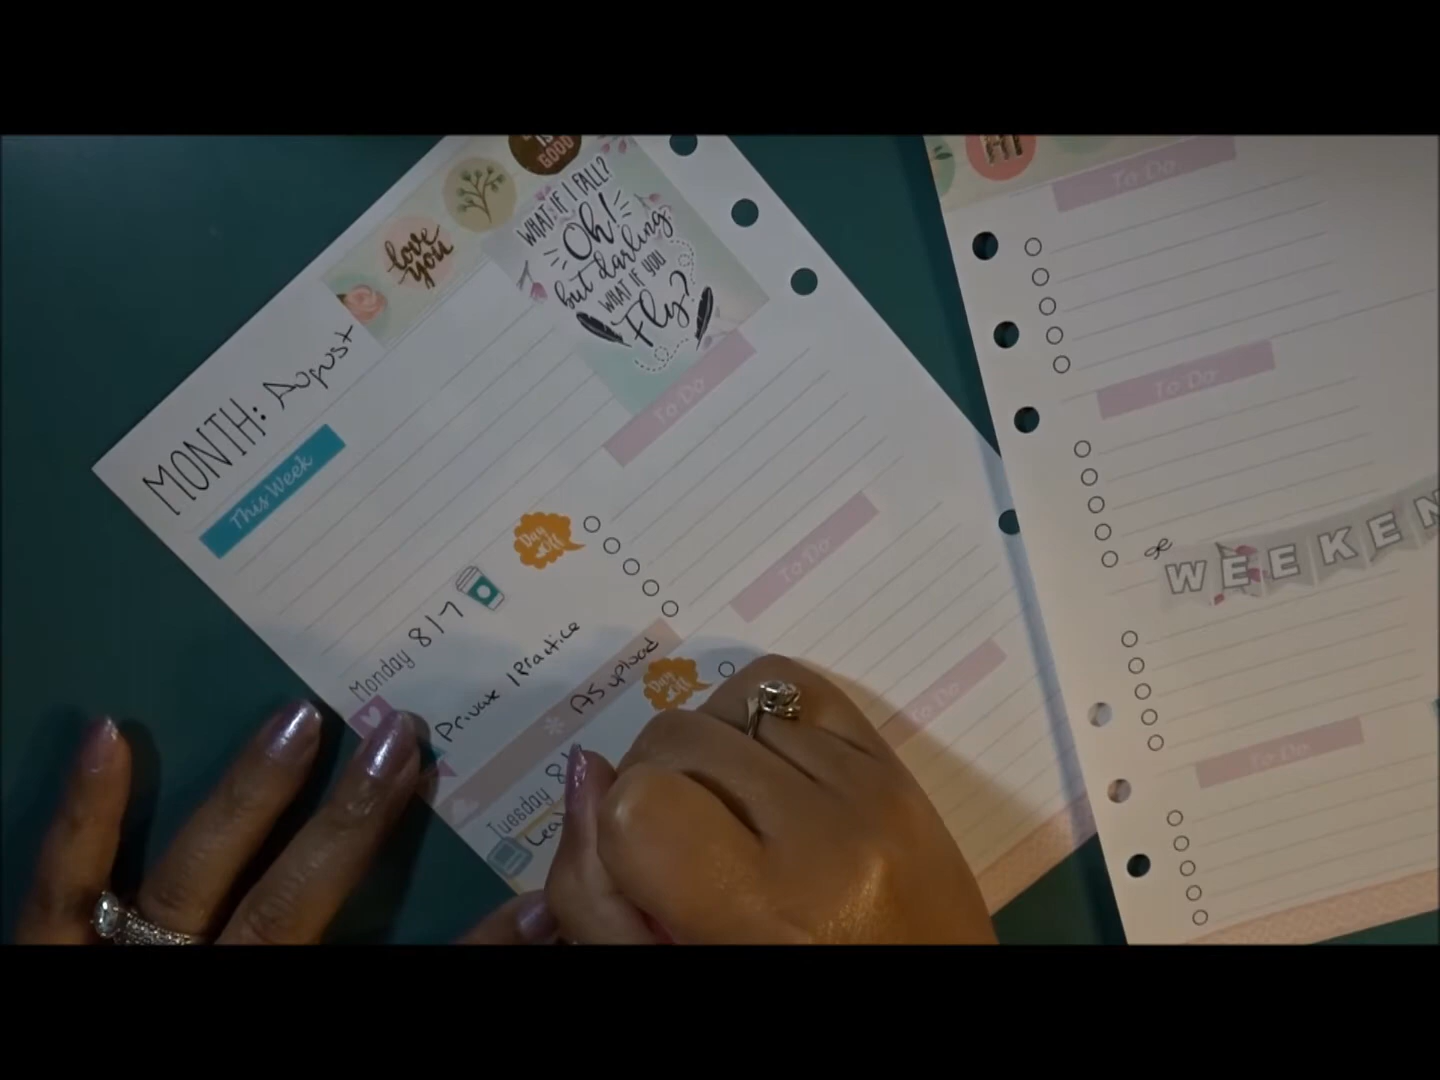 IS
GOOD
love
you
WHAT IF I FALL?
Oh!
but darling
WHAT IF YOU
Fly?
MONTH: August
This Week
To Do
Day
Off
Monday 8/7
Private Practice
* As upload
To Do
Day
Off
Tuesday 8/
To Do
HI
To Do
To Do
WEEKEN
To Do